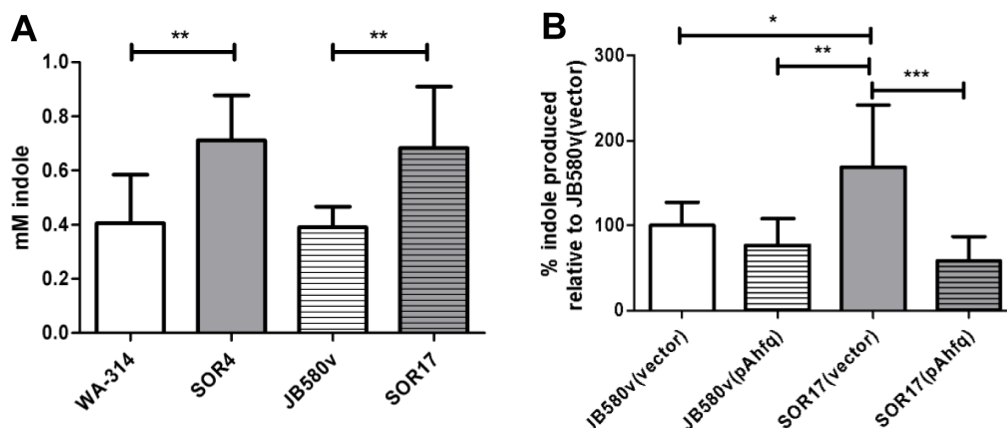 A
**
**
1.0
0.8
0.6
0.4
0.2
0.0
mM indole
WA-314
SOR4
JB580v
SOR17
B
*
**
***
300
200
100
0
% indole produced
relative to JB580v(vector)
JB580v(vector)
JB580v(pAhfq)
SOR17(vector)
SOR17(pAhfq)